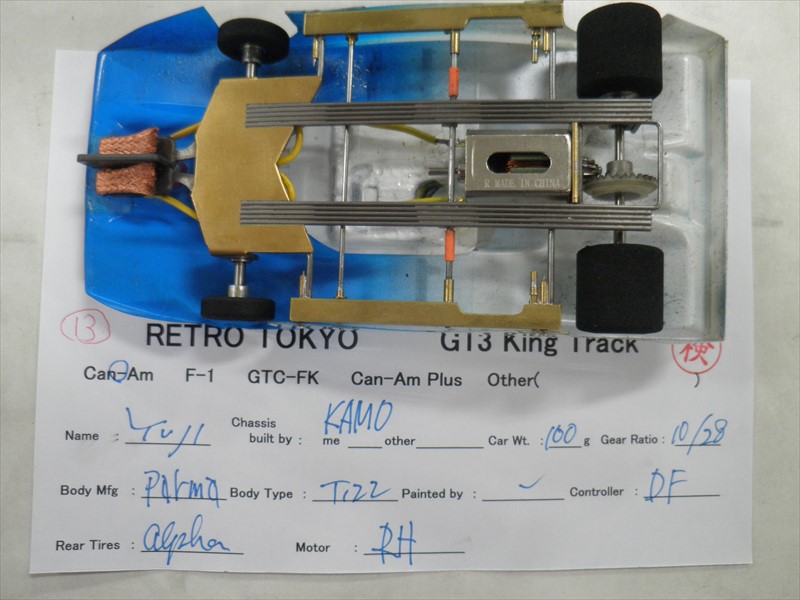 R MADE IN CHINA
13 RETRO TOKYO GT3 King Track 検
Can-Am F-1 GTC-FK Can-Am Plus Other( )
Name : Yuji Chassis built by : KAMO me other Car Wt. : 100 g Gear Ratio : 10/28
Body Mfg : Parma Body Type : Ti22 Painted by : Controller : DF
Rear Tires : alpha Motor : RH